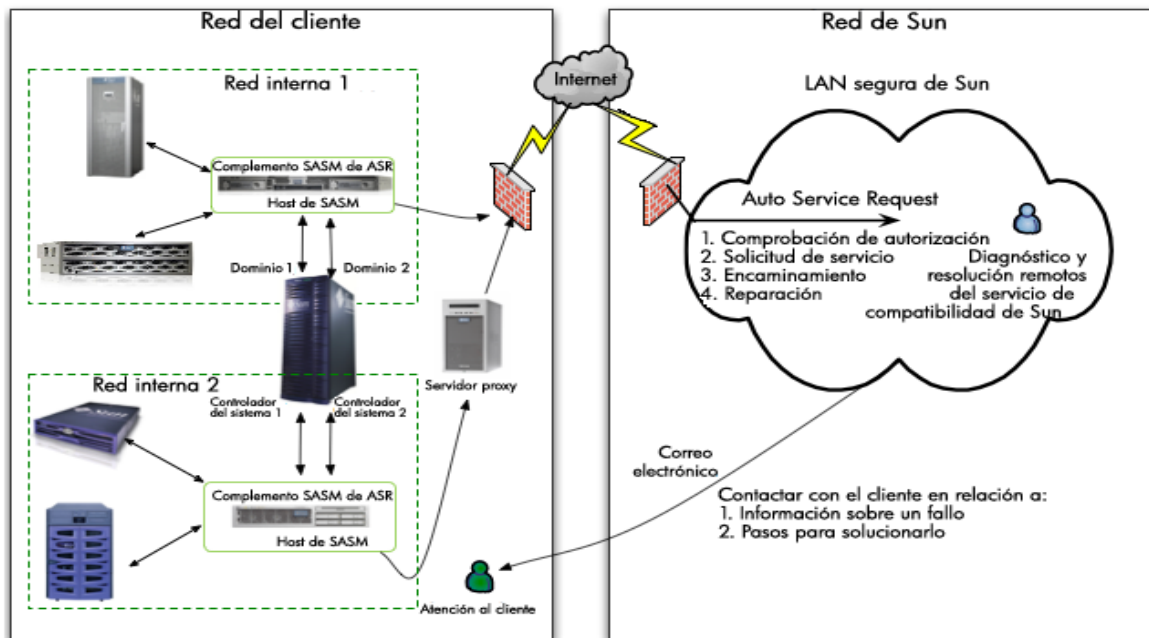 Red del cliente
Red interna 1
Complemento SASM de ASR
Host de SASM
Dominio 1
Dominio 2
Red interna 2
Controlador
del sistema 1
Controlador
del sistema 2
Complemento SASM de ASR
Host de SASM
Servidor proxy
Atención al cliente
Internet
Red de Sun
LAN segura de Sun
Auto Service Request
1. Comprobación de autorización
2. Solicitud de servicio
3. Encaminamiento
4. Reparación
Diagnóstico y
resolución remotos
del servicio de
compatibilidad de Sun
Correo
electrónico
Contactar con el cliente en relación a:
1. Información sobre un fallo
2. Pasos para solucionarlo